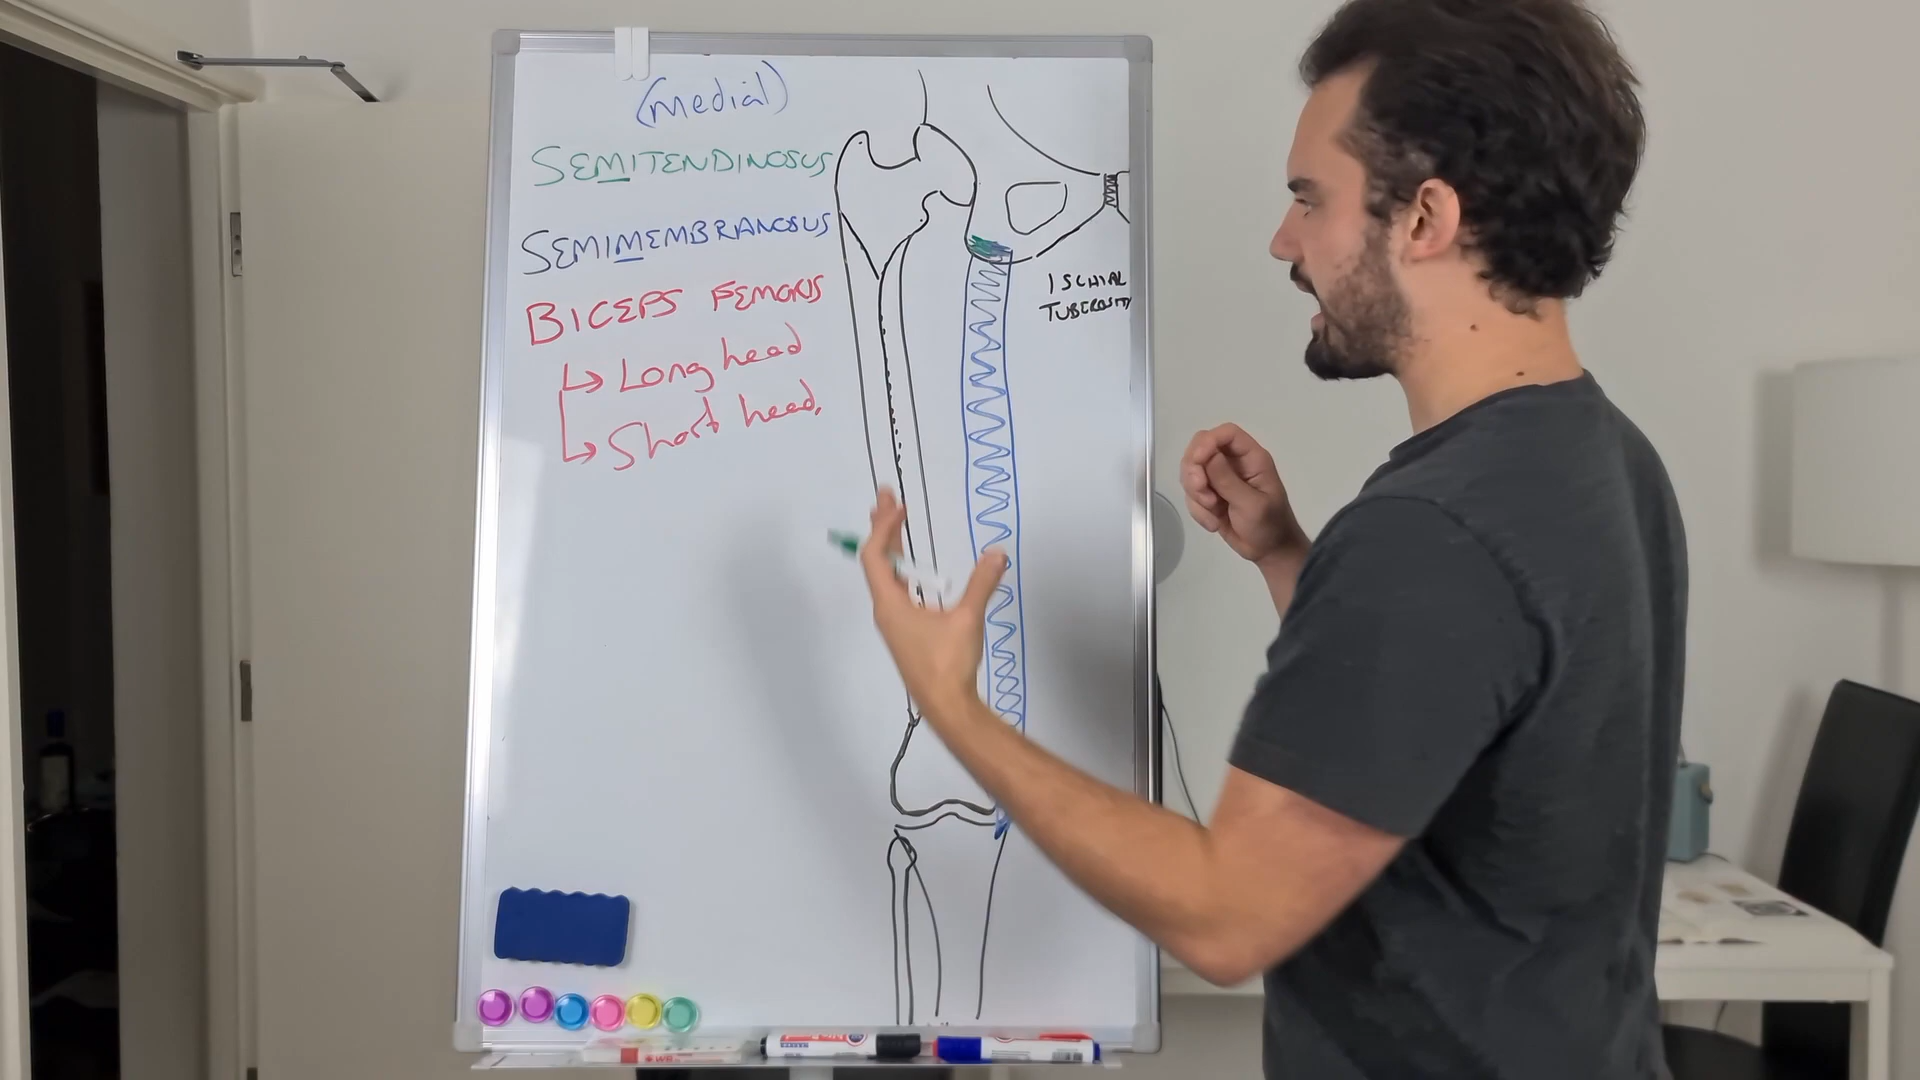 (medial)
SEMITENDINOSUS
SEMIMEMBRANOSUS
BICEPS FEMORIS
Long head
Short head.
ISCHIAL
TUBEROSITY